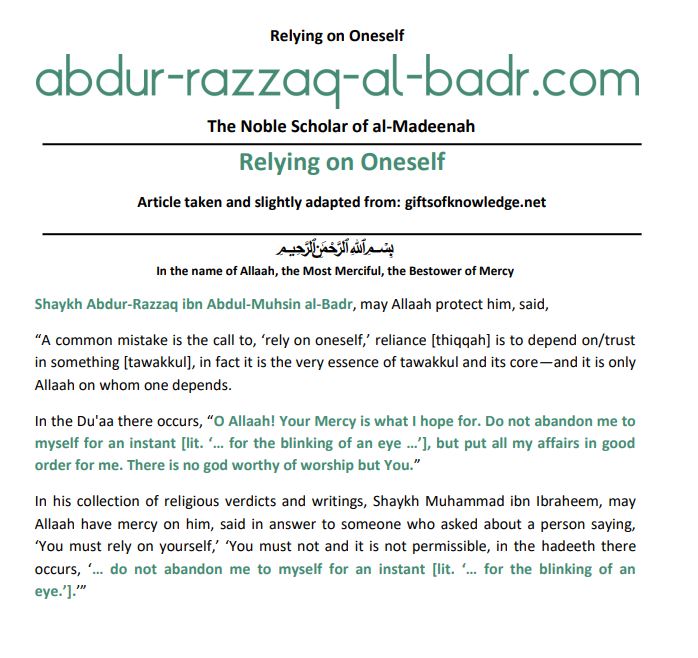 Relying on Oneself
abdur-razzaq-al-badr.com
The Noble Scholar of al-Madeenah
Relying on Oneself
Article taken and slightly adapted from: giftsofknowledge.net
بِسْمِ اللَّهِ الرَّحْمَٰنِ الرَّحِيمِ
In the name of Allaah, the Most Merciful, the Bestower of Mercy
Shaykh Abdur-Razzaq ibn Abdul-Muhsin al-Badr, may Allaah protect him, said,
“A common mistake is the call to, ‘rely on oneself,’ reliance [thiqqah] is to depend on/trust
in something [tawakkul], in fact it is the very essence of tawakkul and its core—and it is only
Allaah on whom one depends.
In the Du'aa there occurs, “O Allaah! Your Mercy is what I hope for. Do not abandon me to
myself for an instant [lit. ‘… for the blinking of an eye …’], but put all my affairs in good
order for me. There is no god worthy of worship but You.”
In his collection of religious verdicts and writings, Shaykh Muhammad ibn Ibraheem, may
Allaah have mercy on him, said in answer to someone who asked about a person saying,
‘You must rely on yourself,’ ‘You must not and it is not permissible, in the hadeeth there
occurs, ‘… do not abandon me to myself for an instant [lit. ‘… for the blinking of an
eye.’].’”